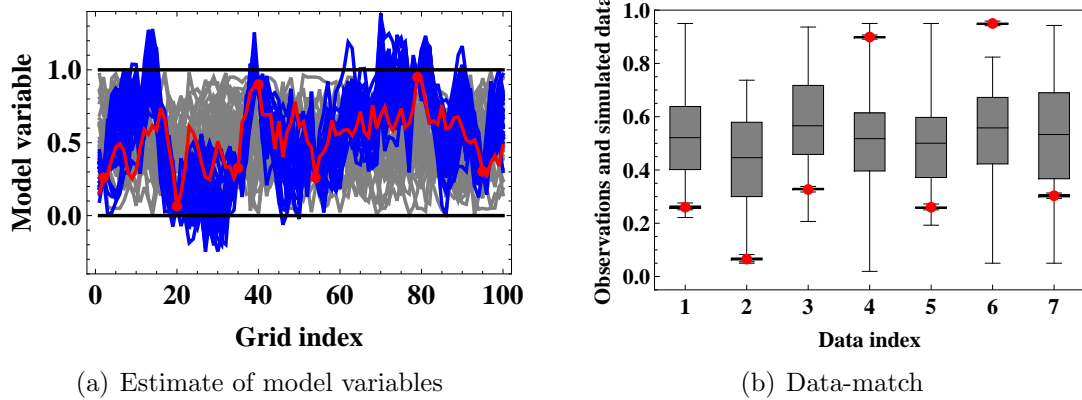 Model variable
1.0
0.5
0.0
0 20 40 60 80 100
Grid index
(a) Estimate of model variables
Observations and simulated data
1.0
0.8
0.6
0.4
0.2
0.0
1 2 3 4 5 6 7
Data index
(b) Data-match